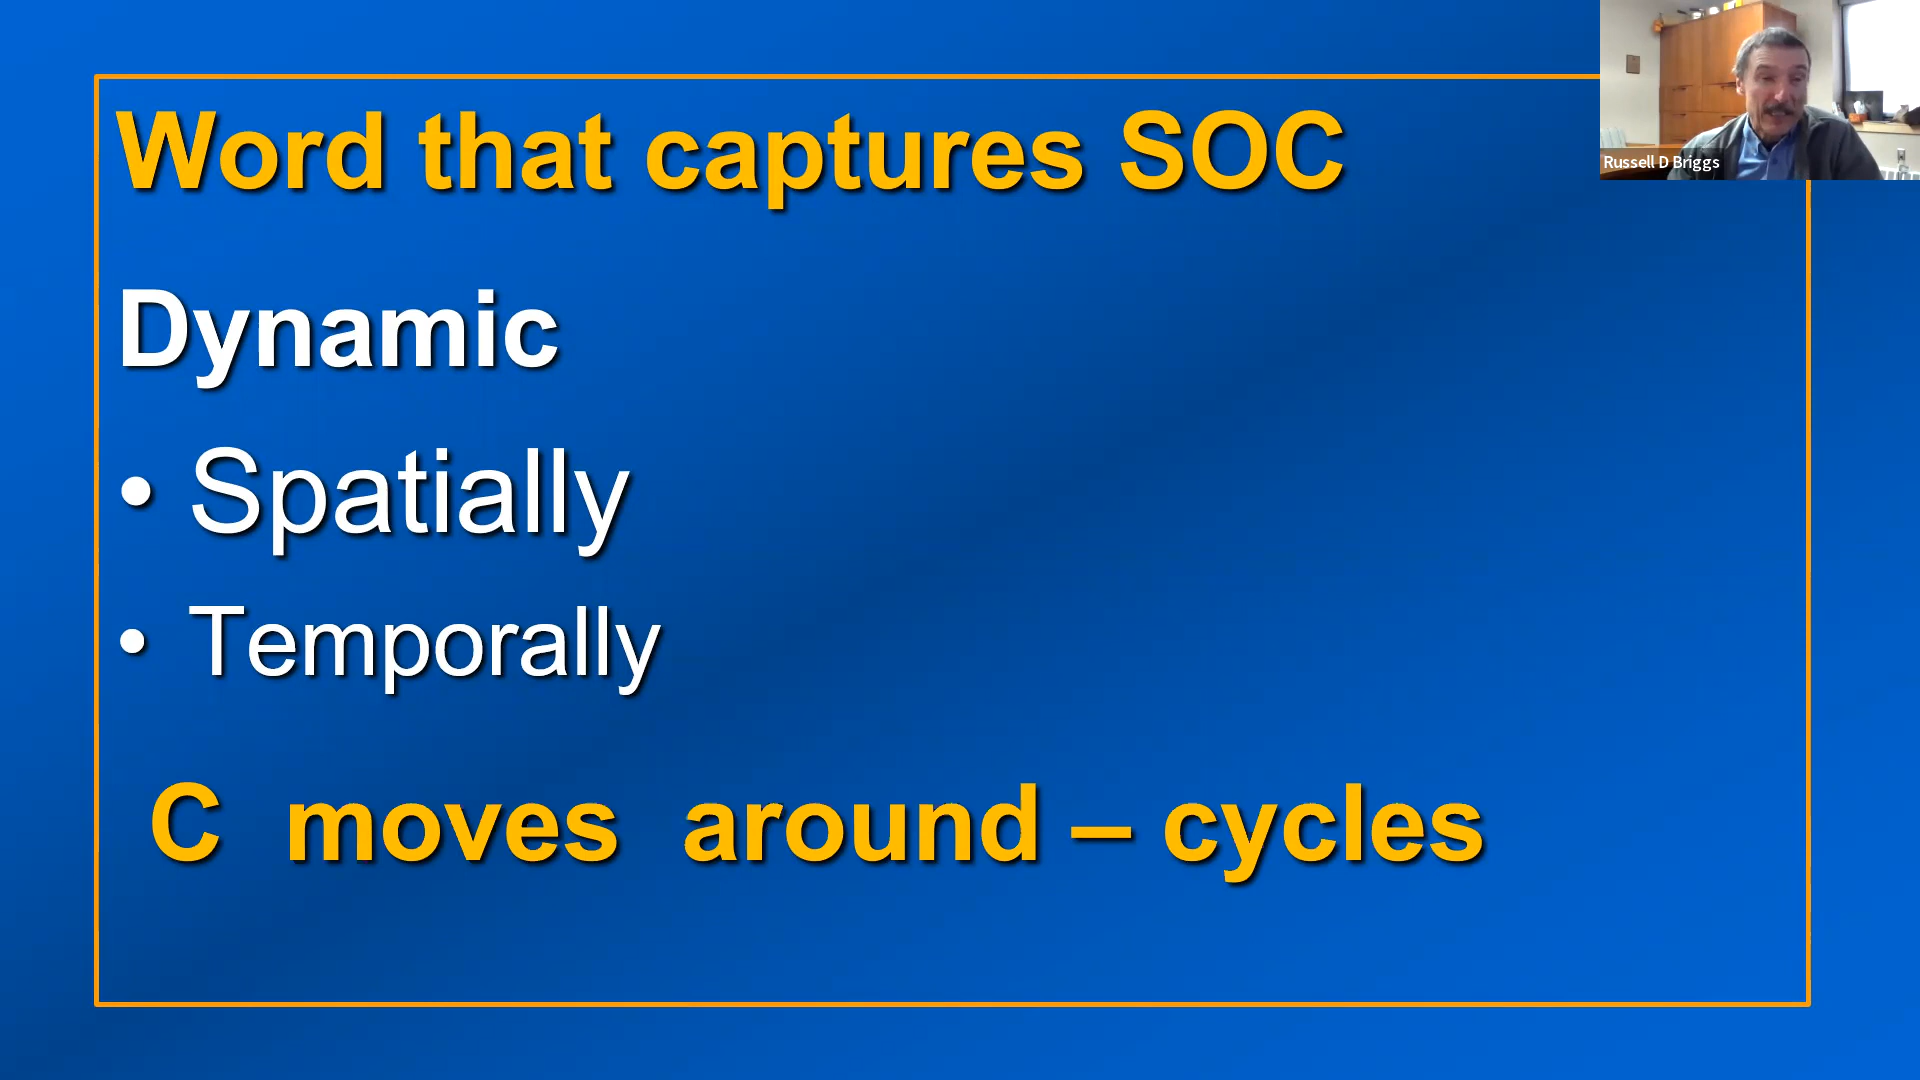 Word that captures SOC
Russell D Briggs
Dynamic
• Spatially
• Temporally
C moves around – cycles